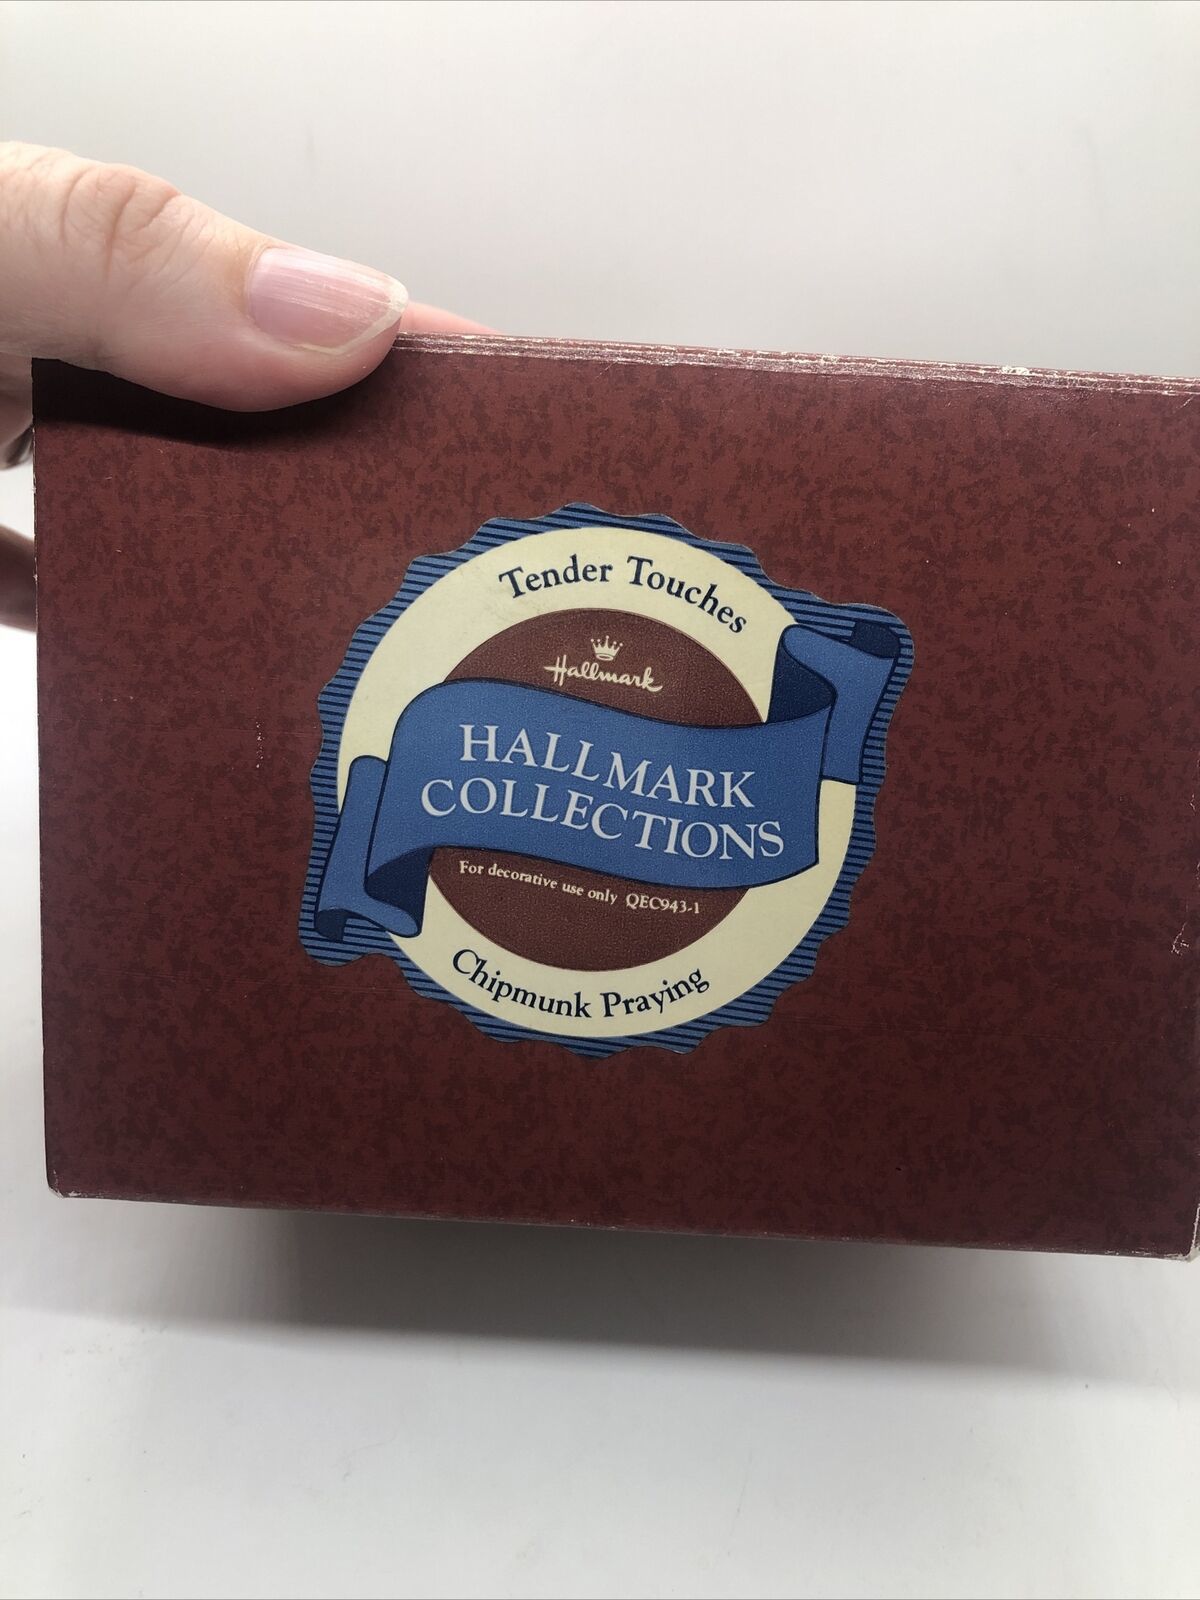 Tender Touches
Hallmark
HALLMARK
COLLECTIONS
For decorative use only QEC943-1
Chipmunk Praying